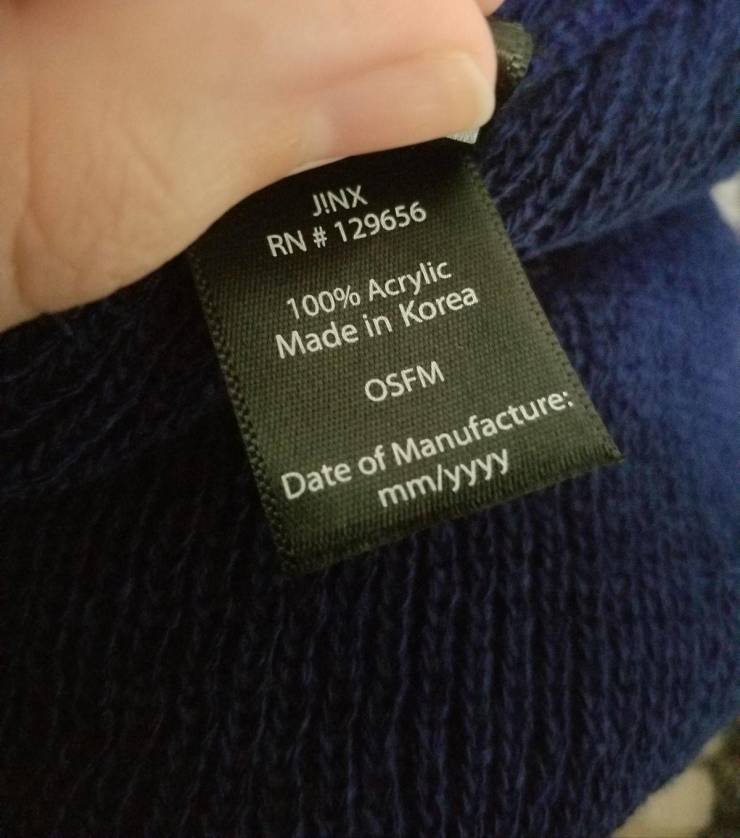 J!NX
RN # 129656
100% Acrylic
Made in Korea
OSFM
Date of Manufacture:
mm/yyyy